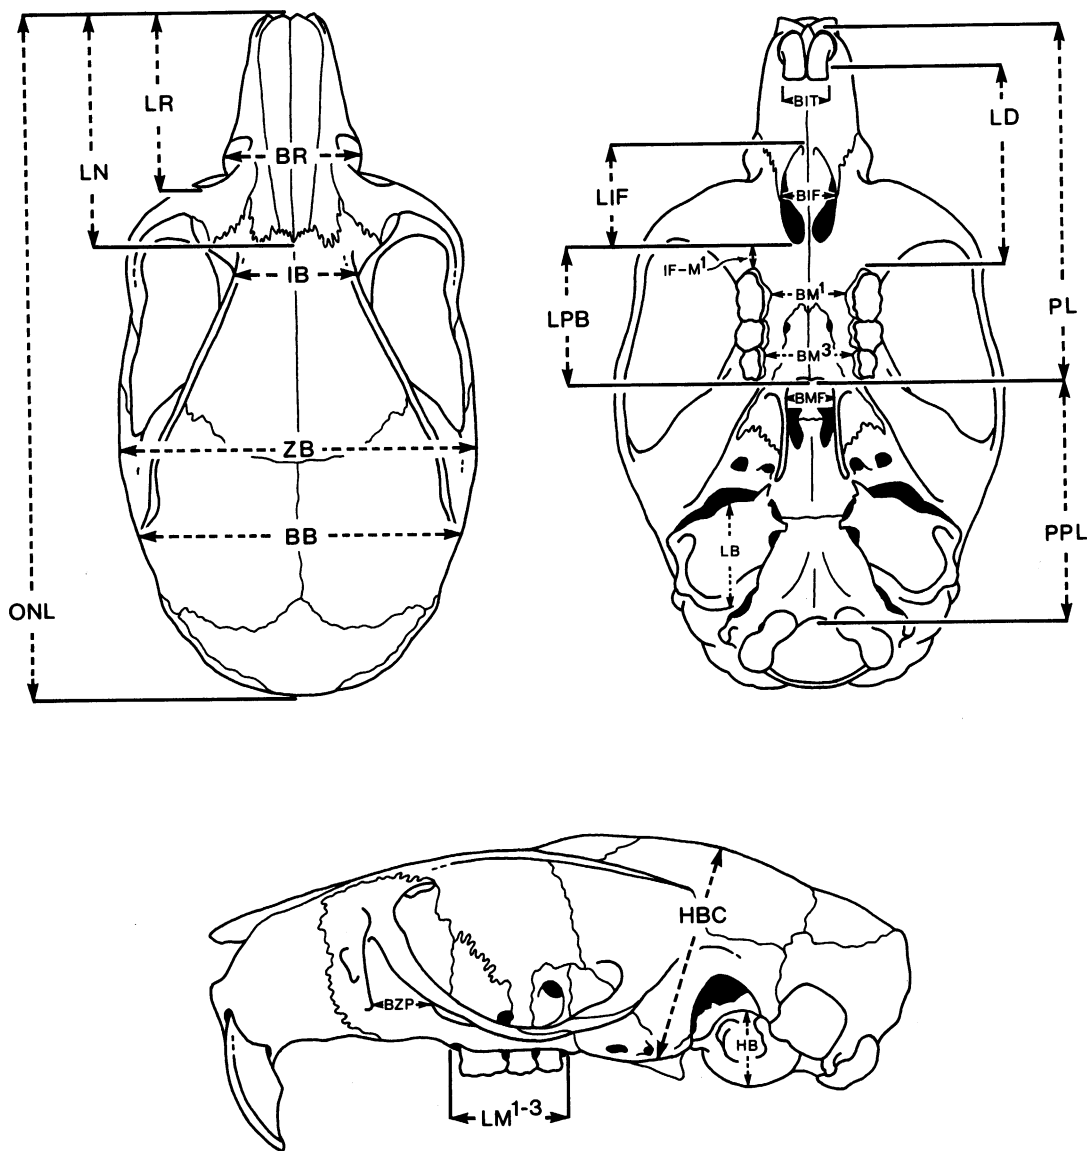 LR
LN
BR
IB
ZB
BB
ONL
BIT
LD
LIF
BIF
IF-M¹
BM¹
LPB
PL
BM³
BMF
LB
PPL
HBC
BZP
HB
LM¹⁻³